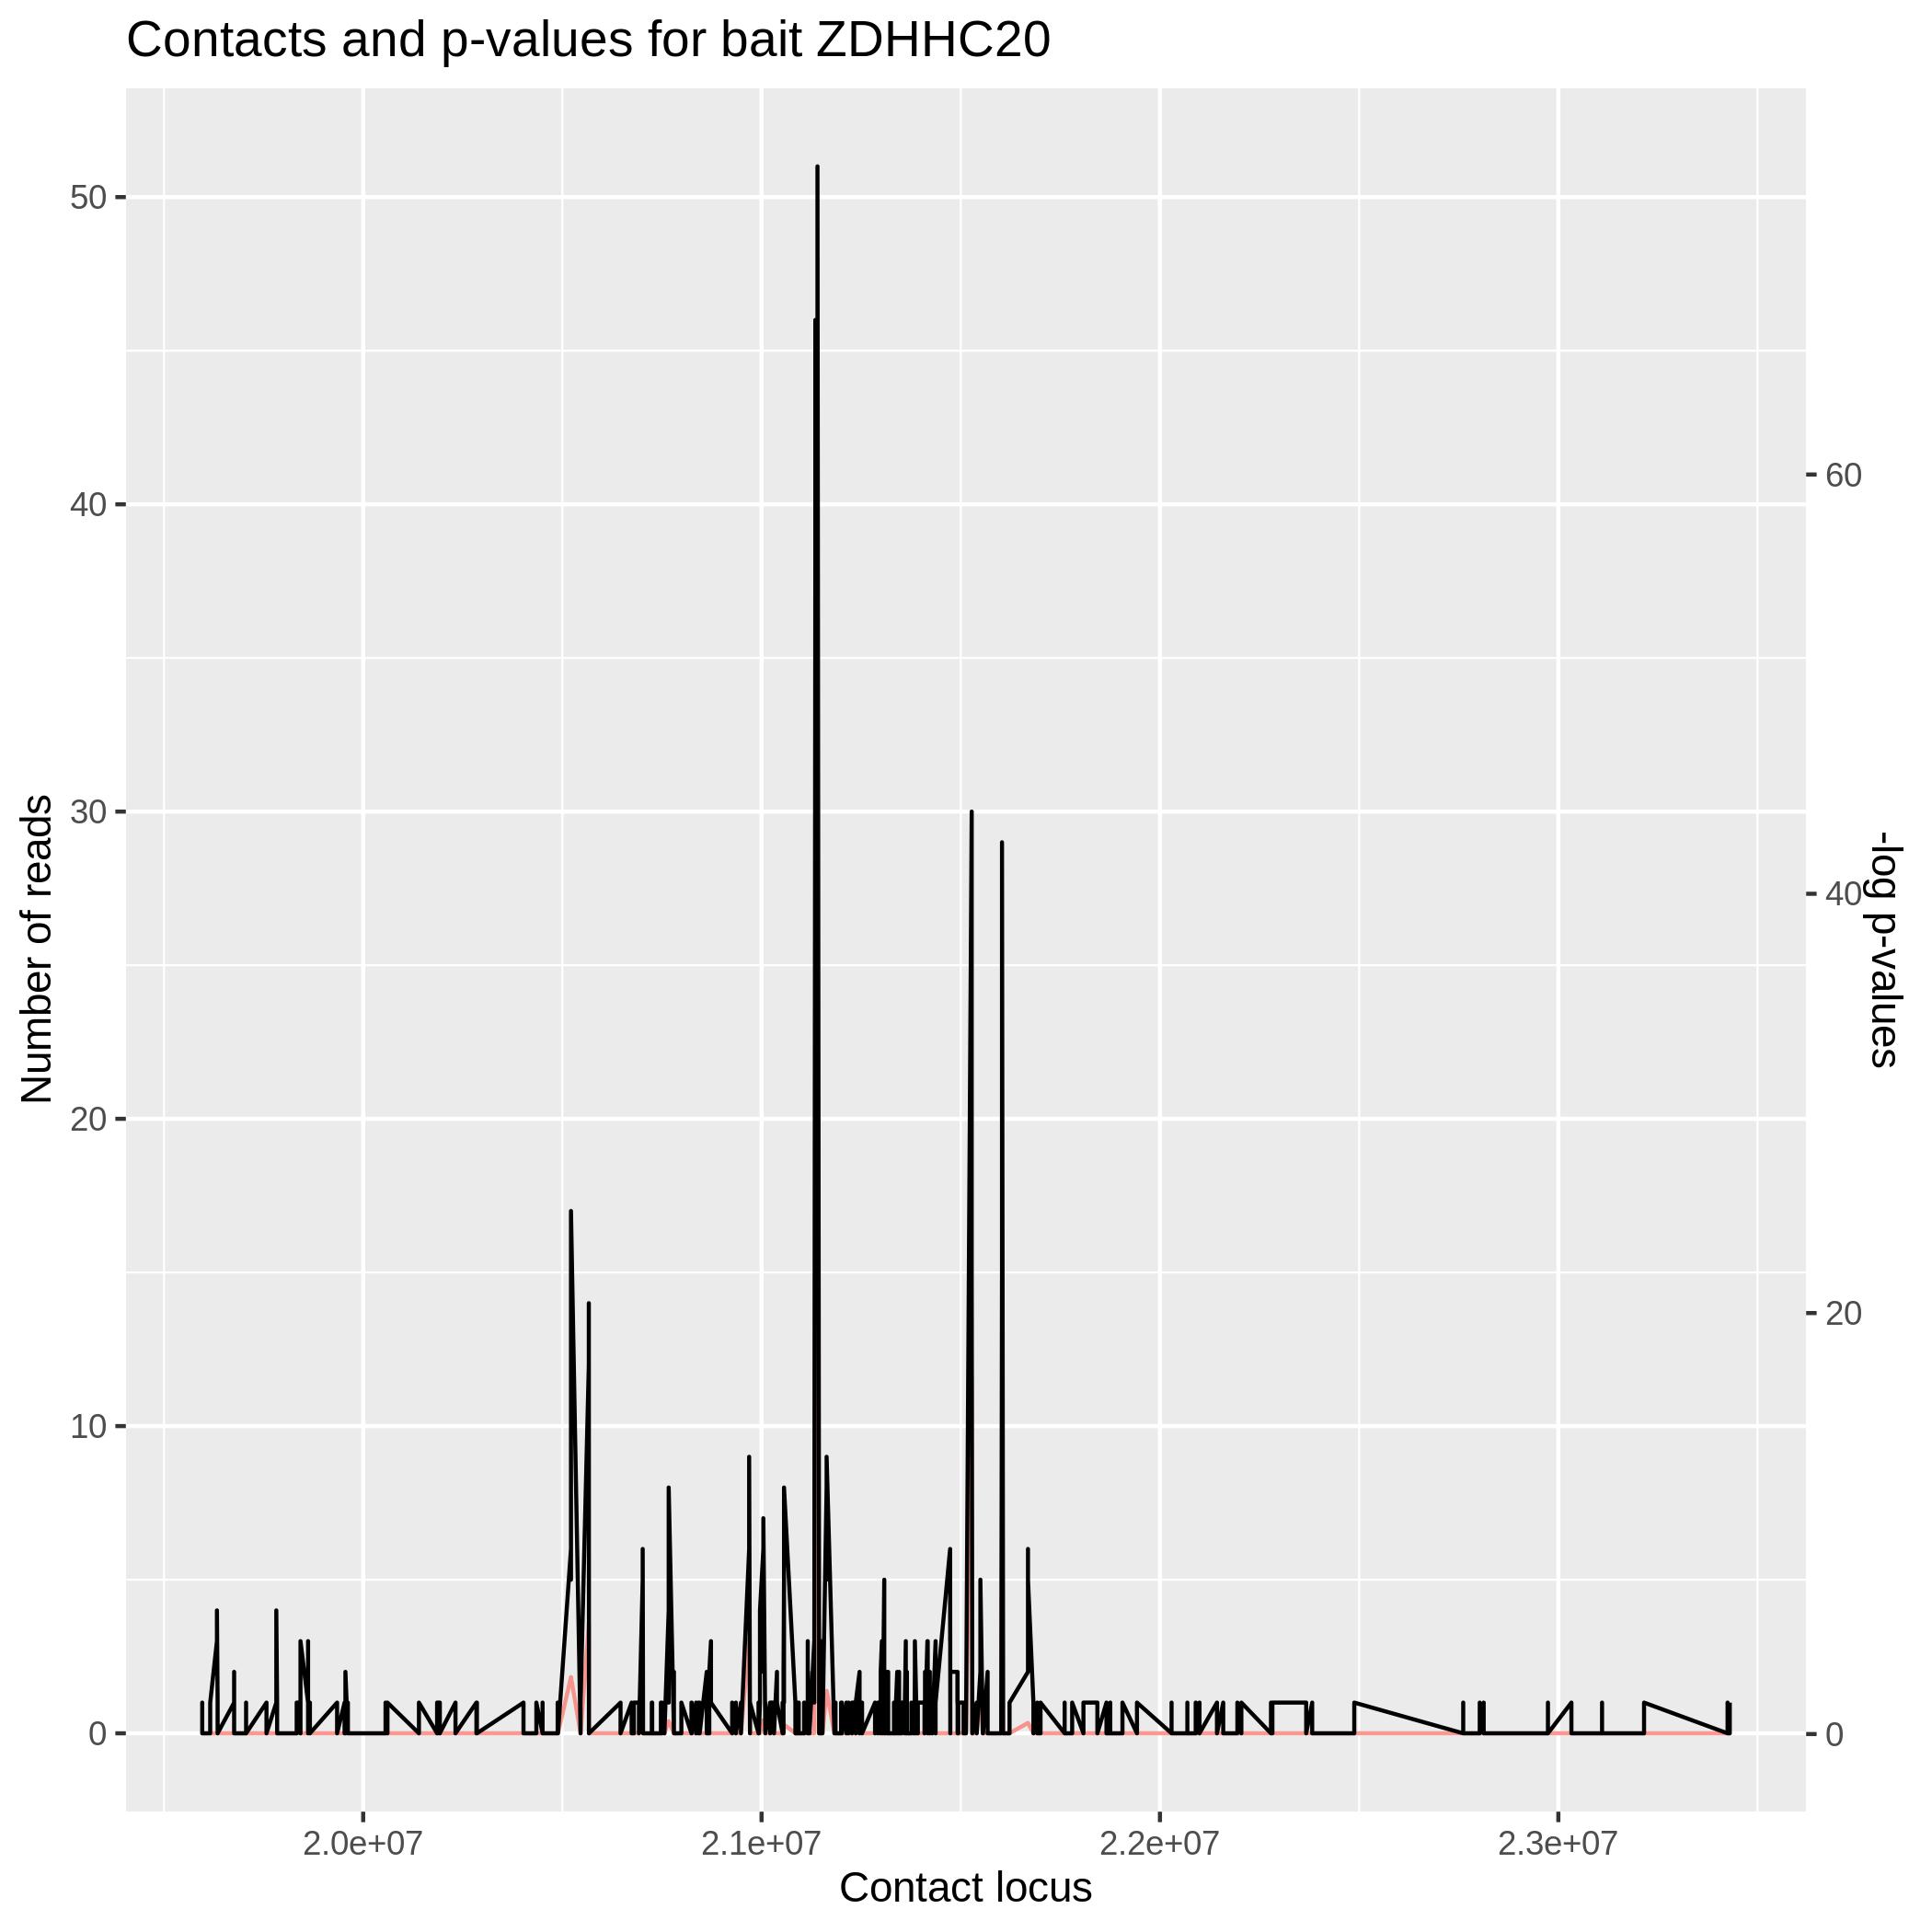 Contacts and p-values for bait ZDHHC20
50
40
30
20
10
0
Number of reads
60
40
20
0
-log p-values
2.0e+07
2.1e+07
2.2e+07
2.3e+07
Contact locus